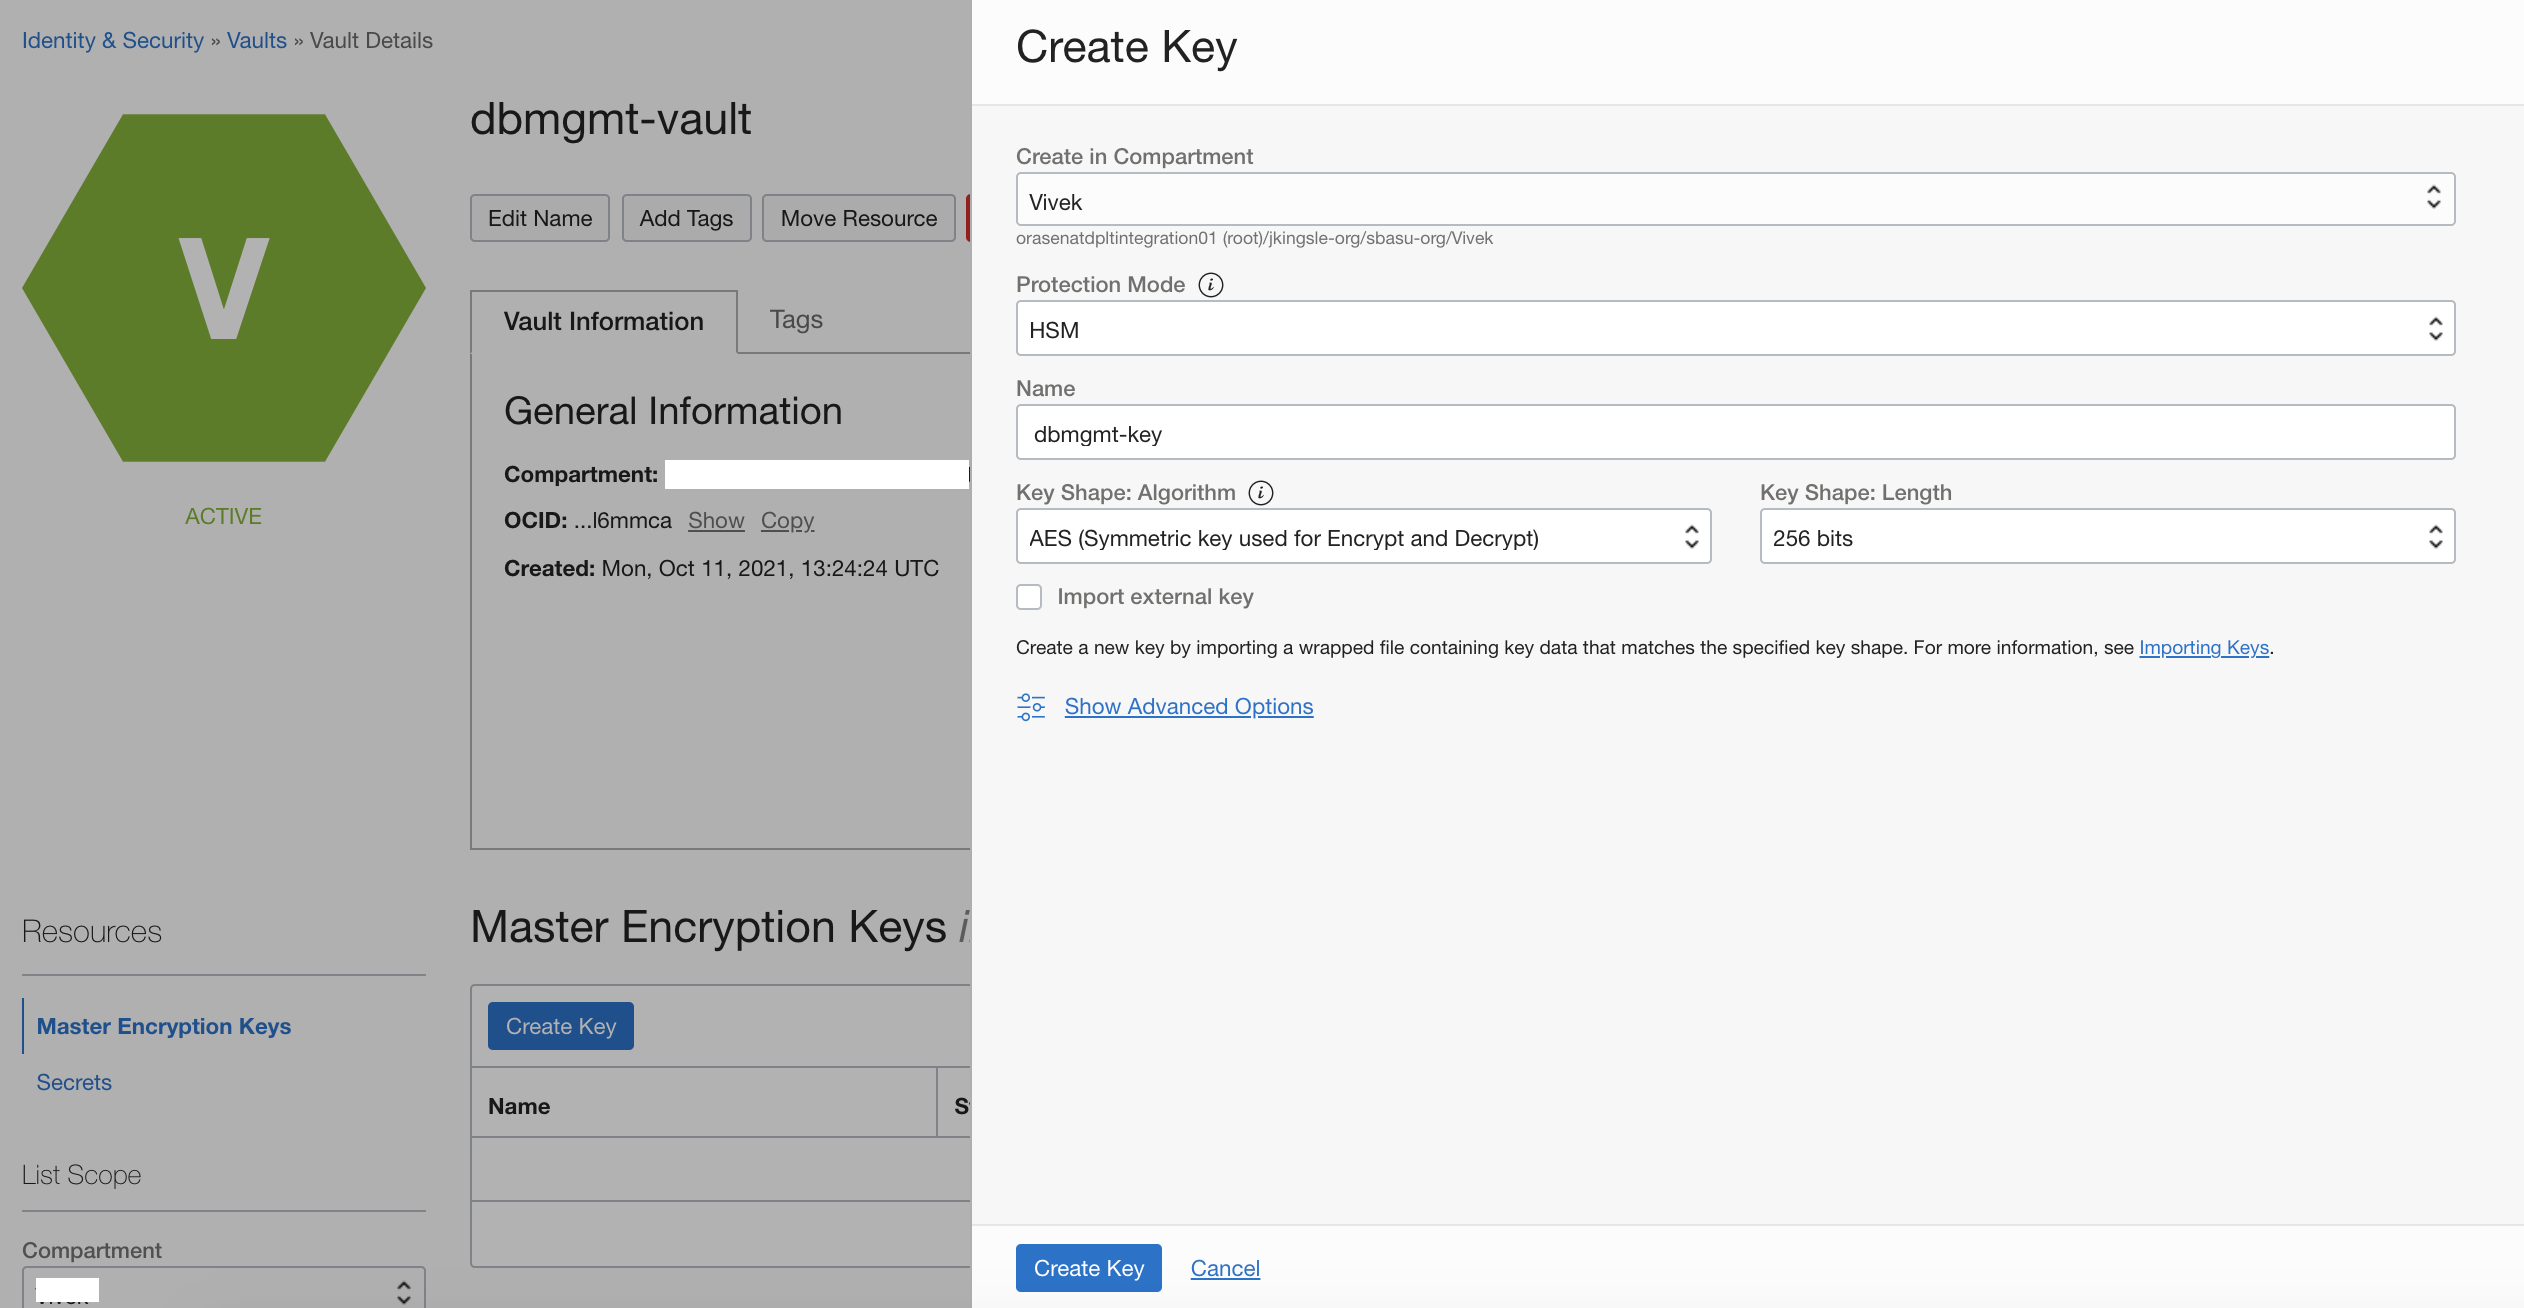 Identity & Security » Vaults » Vault Details
V
ACTIVE
dbmgmt-vault
Edit Name Add Tags Move Resource
Vault Information Tags
General Information
Compartment:
OCID: ...l6mmca Show Copy
Created: Mon, Oct 11, 2021, 13:24:24 UTC
Resources
Master Encryption Keys
Secrets
List Scope
Compartment
Master Encryption Keys
Create Key
Name
Create Key
Create in Compartment
Vivek
orasenatdpltintegration01 (root)/jkingsle-org/sbasu-org/Vivek
Protection Mode
HSM
Name
dbmgmt-key
Key Shape: Algorithm Key Shape: Length
AES (Symmetric key used for Encrypt and Decrypt) 256 bits
Import external key
Create a new key by importing a wrapped file containing key data that matches the specified key shape. For more information, see Importing Keys.
Show Advanced Options
Create Key Cancel